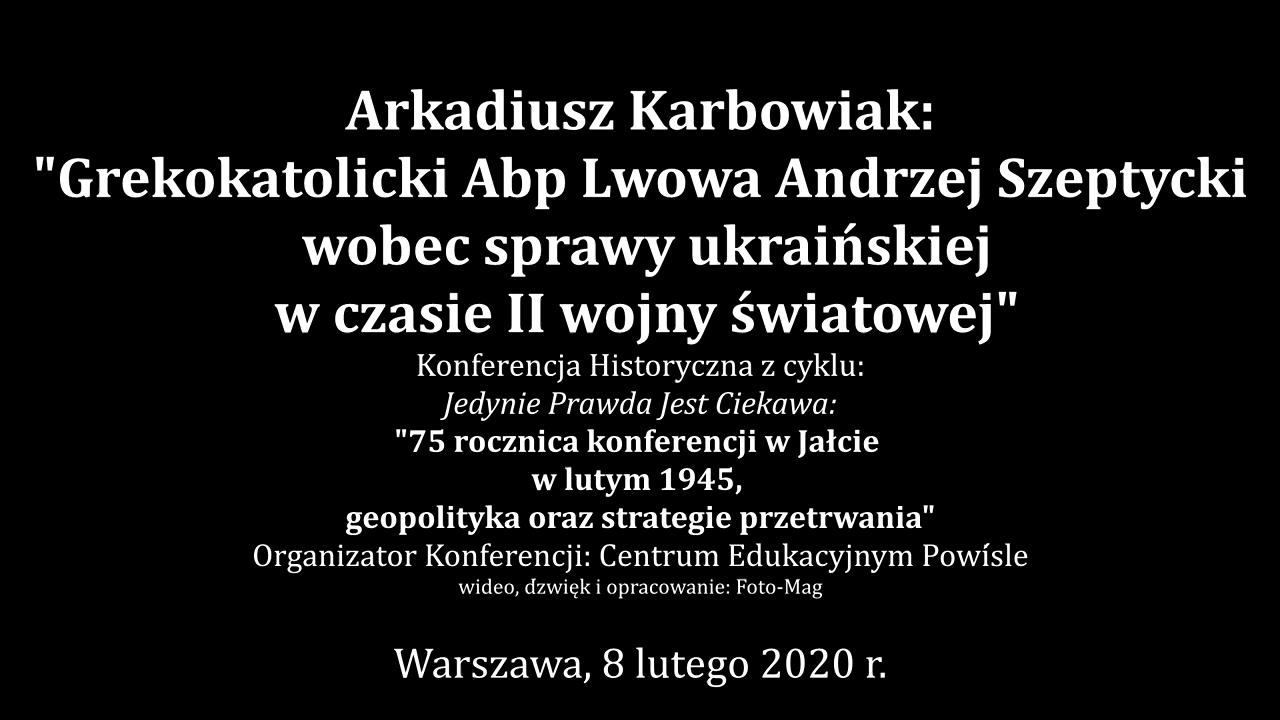 Arkadiusz Karbowiak:
"Grekokatolicki Abp Lwowa Andrzej Szeptycki
wobec sprawy ukraińskiej
w czasie II wojny światowej"
Konferencja Historyczna z cyklu:
Jedynie Prawda Jest Ciekawa:
"75 rocznica konferencji w Jałcie
w lutym 1945,
geopolityka oraz strategie przetrwania"
Organizator Konferencji: Centrum Edukacyjnym Powísle
wideo, dzwięk i opracowanie: Foto-Mag
Warszawa, 8 lutego 2020 r.